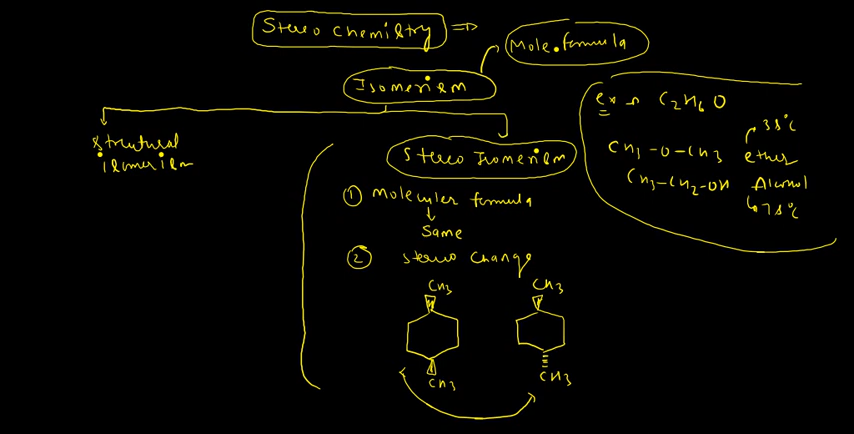 Stereo chemistry ⇒
Mole. formula
Isomerism
structural
isomerism
Stereo Isomerism
① Molecular formula
↓
Same
② Stereo Change
CH3 CH3
CH3 CH3
ex → C2H6O
35°C
CH3-O-CH3 ether
CH3-CH2-OH Alcohol
78°C